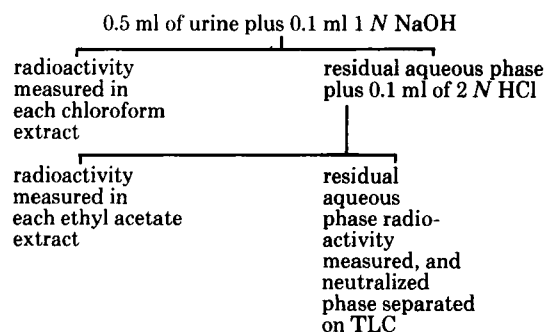 0.5 ml of urine plus 0.1 ml 1 N NaOH
radioactivity
measured in
each chloroform
extract
residual aqueous phase
plus 0.1 ml of 2 N HCl
radioactivity
measured in
each ethyl acetate
extract
residual
aqueous
phase radio-
activity
measured, and
neutralized
phase separated
on TLC